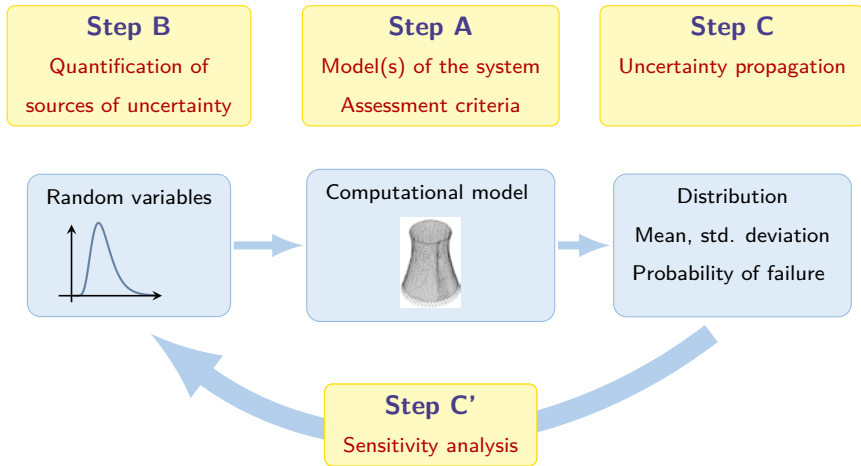 Step B
Quantification of
sources of uncertainty
Step A
Model(s) of the system
Assessment criteria
Step C
Uncertainty propagation
Random variables
Computational model
Distribution
Mean, std. deviation
Probability of failure
Step C'
Sensitivity analysis